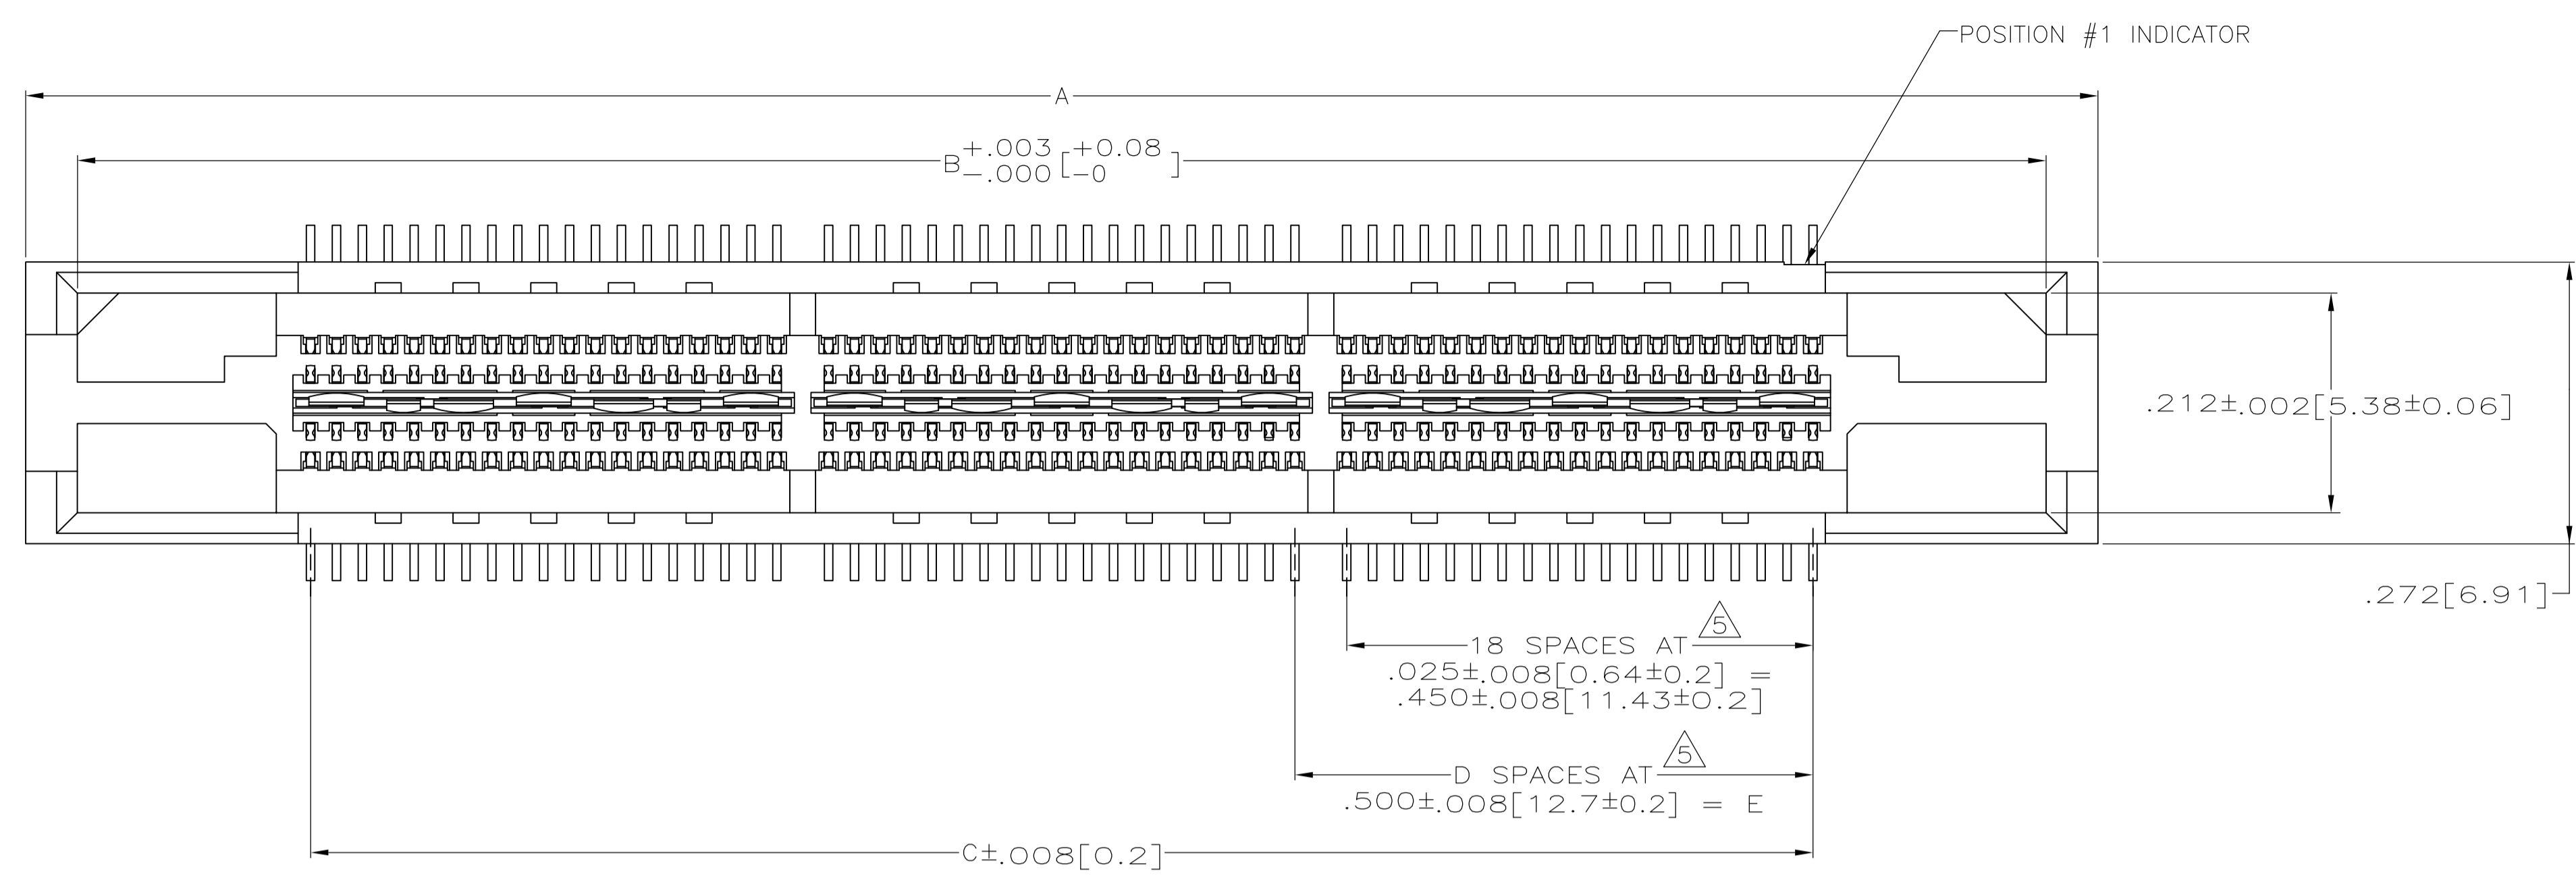 POSITION #1 INDICATOR
A
B +.003 [+0.08
-.000 [-0 ]
.212±.002[5.38±0.06]
.272[6.91]
5
18 SPACES AT
.025±.008[0.64±0.2] =
.450±.008[11.43±0.2]
5
D SPACES AT
.500±.008[12.7±0.2] = E
C±.008[0.2]